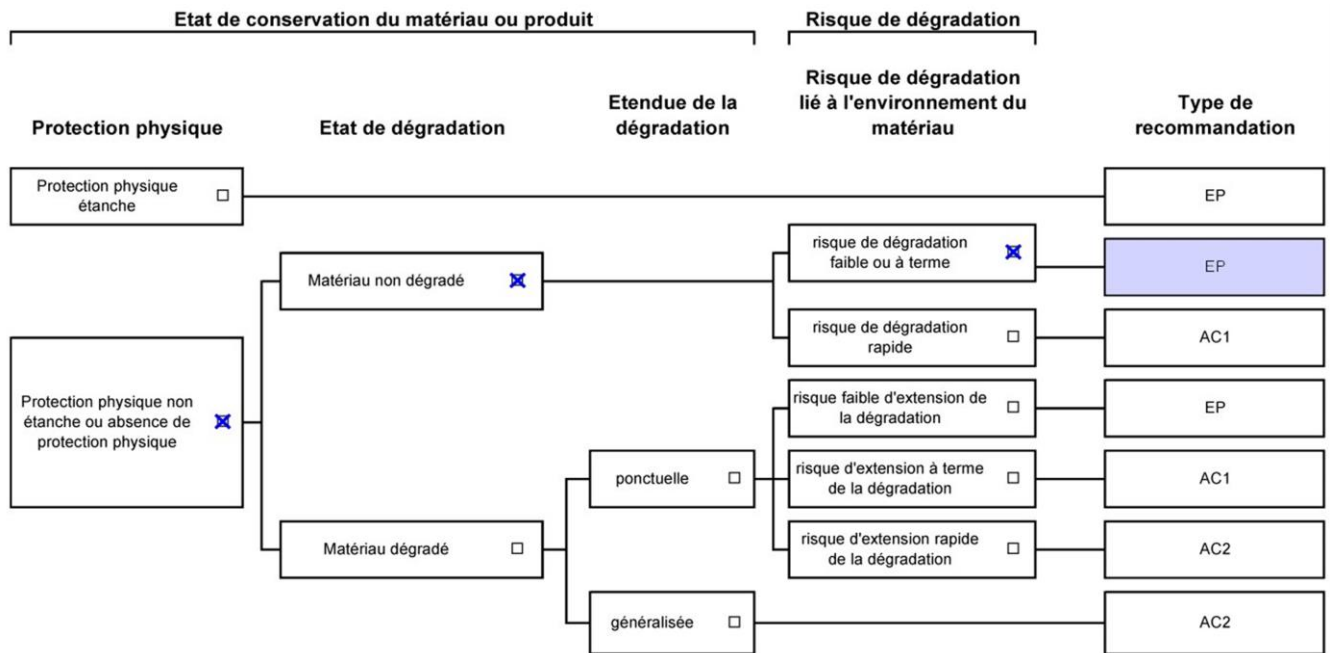 Etat de conservation du matériau ou produit
Risque de dégradation
Protection physique
Etat de dégradation
Etendue de la
dégradation
Risque de dégradation
lié à l'environnement du
matériau
Type de
recommandation
Protection physique
étanche
EP
risque de dégradation
faible ou à terme
EP
Matériau non dégradé
risque de dégradation
rapide
AC1
Protection physique non
étanche ou absence de
protection physique
risque faible d'extension de
la dégradation
EP
ponctuelle
risque d'extension à terme
de la dégradation
AC1
Matériau dégradé
risque d'extension rapide
de la dégradation
AC2
généralisée
AC2